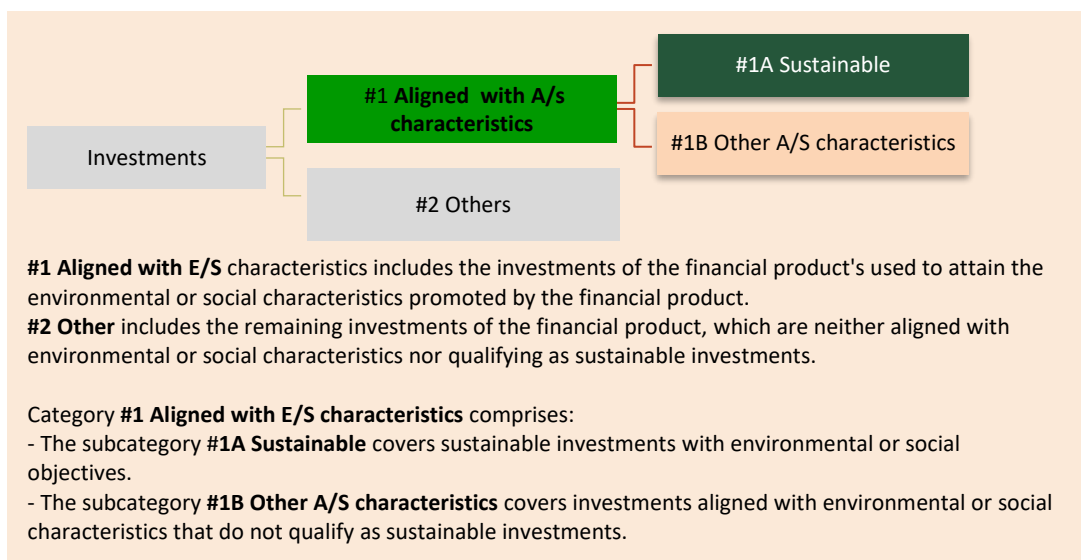 #1A Sustainable
#1 Aligned with A/s
characteristics
#1B Other A/S characteristics
Investments
#2 Others
#1 Aligned with E/S characteristics includes the investments of the financial product's used to attain the
environmental or social characteristics promoted by the financial product.
#2 Other includes the remaining investments of the financial product, which are neither aligned with
environmental or social characteristics nor qualifying as sustainable investments.
Category #1 Aligned with E/S characteristics comprises:
- The subcategory #1A Sustainable covers sustainable investments with environmental or social
objectives.
- The subcategory #1B Other A/S characteristics covers investments aligned with environmental or social
characteristics that do not qualify as sustainable investments.